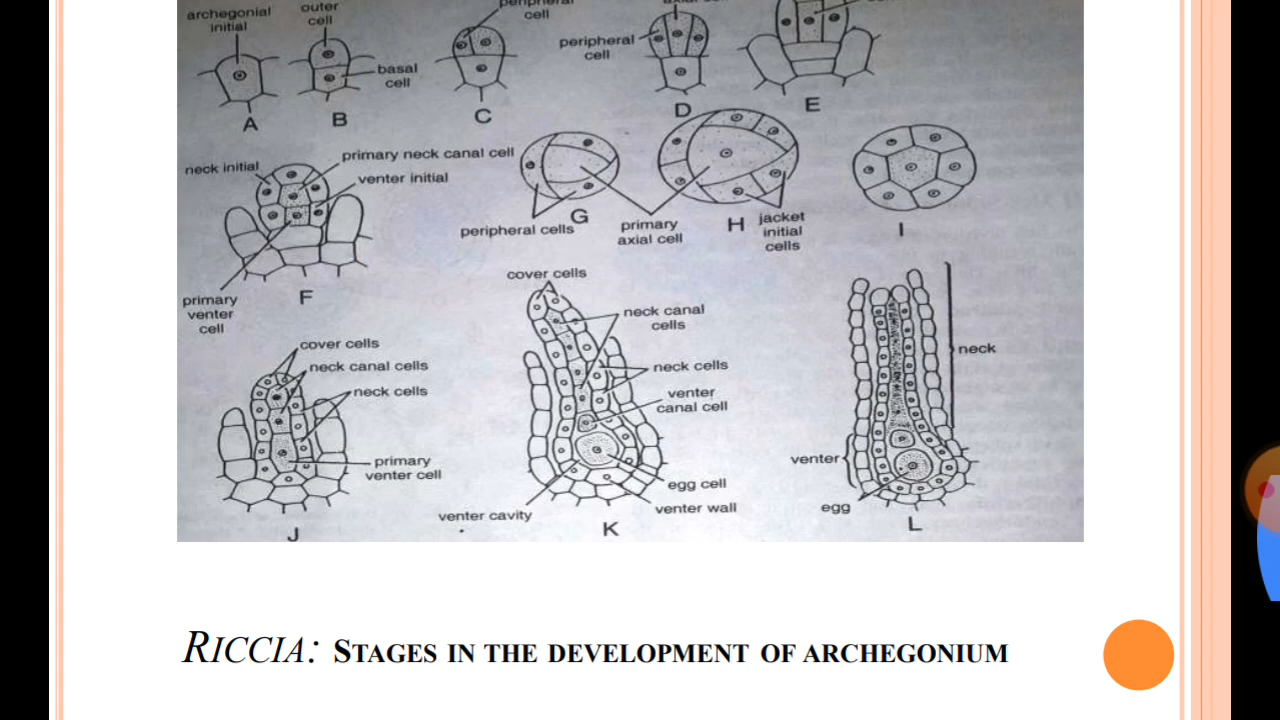 archegonial
initial
outer
cell
peripheral
cell
peripheral
cell
basal
cell
A
B
C
D
E
neck initial
primary neck canal cell
venter initial
primary
venter
cell
F
peripheral cells
G
primary
axial cell
H
jacket
initial
cells
I
cover cells
neck canal cells
neck cells
primary
venter cell
J
cover cells
neck canal
cells
neck cells
venter
canal cell
egg cell
venter wall
venter cavity
K
neck
venter
egg
L
RICCIA: STAGES IN THE DEVELOPMENT OF ARCHEGONIUM